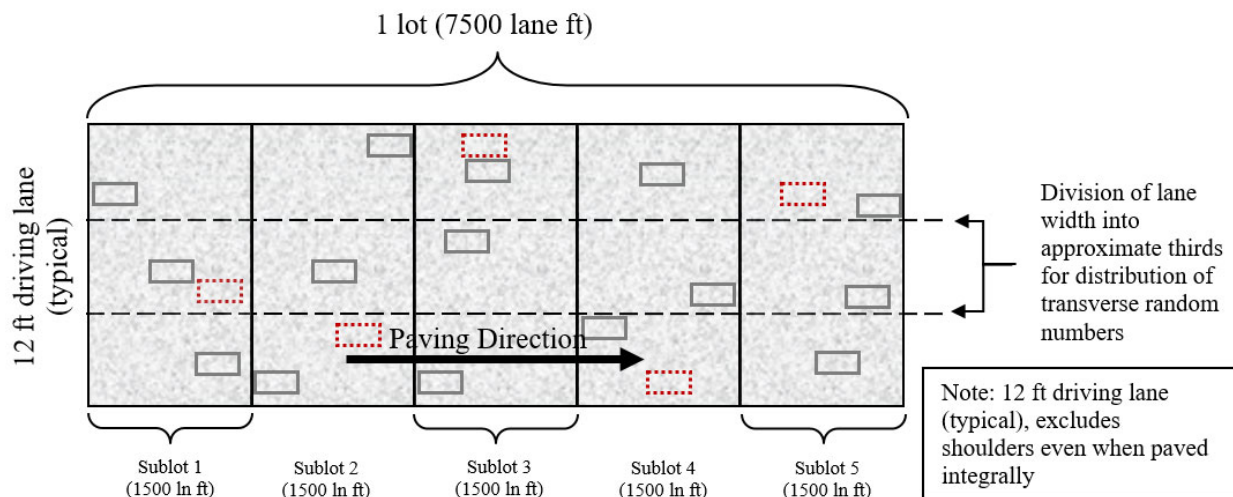 1 lot (7500 lane ft)
12 ft driving lane
(typical)
Paving Direction
Division of lane
width into
approximate thirds
for distribution of
transverse random
numbers
Note: 12 ft driving lane
(typical), excludes
shoulders even when paved
integrally
Sublot 1
(1500 ln ft)
Sublot 2
(1500 ln ft)
Sublot 3
(1500 ln ft)
Sublot 4
(1500 ln ft)
Sublot 5
(1500 ln ft)